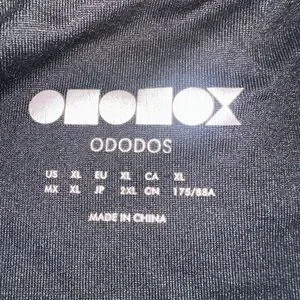 ODODOS
US XL EU XL CA XL
MX XL JP 2XL CN 175/88A
MADE IN CHINA